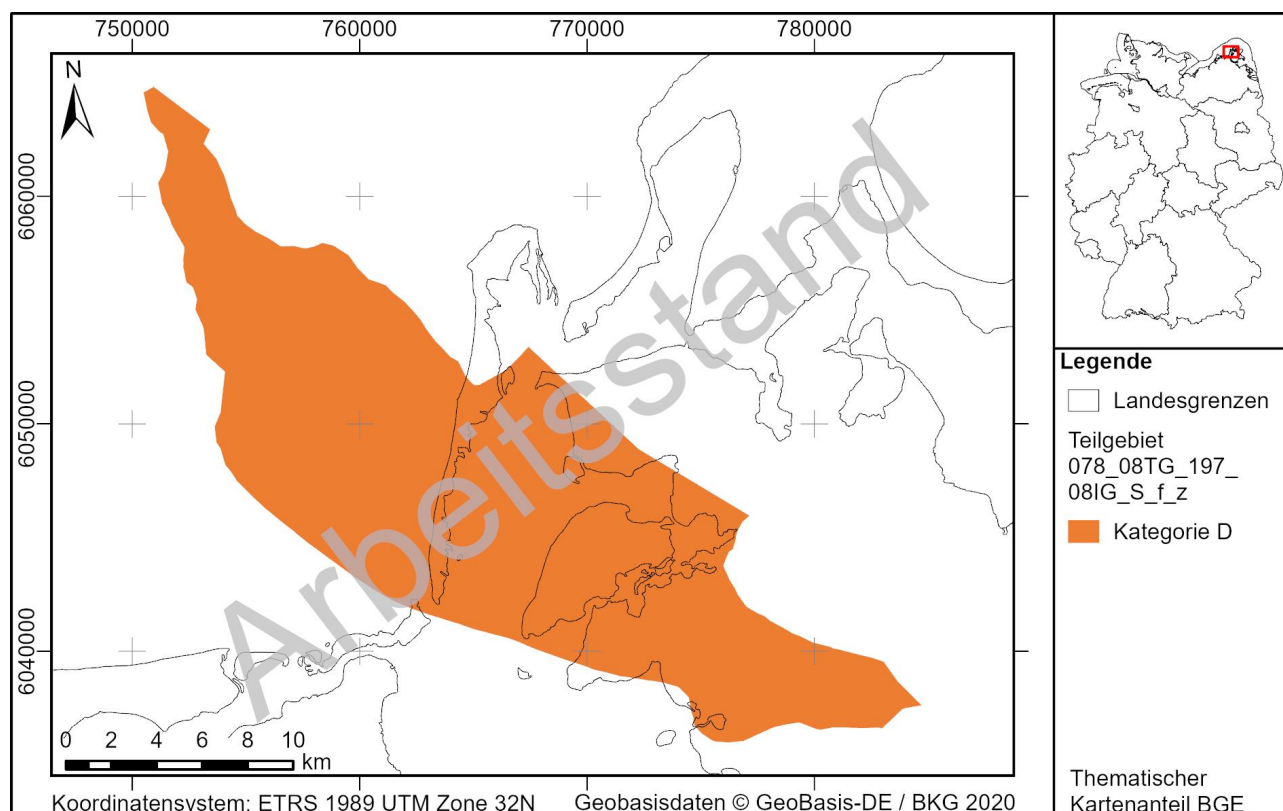 750000 760000 770000 780000
N
6060000
6050000
6040000
Arbeitsstand
0 2 4 6 8 10
km
Koordinatensystem: ETRS 1989 UTM Zone 32N Geobasisdaten © GeoBasis-DE / BKG 2020
Legende
Landesgrenzen
Teilgebiet
078_08TG_197_
08IG_S_f_z
Kategorie D
Thematischer
Kartenanteil BGE